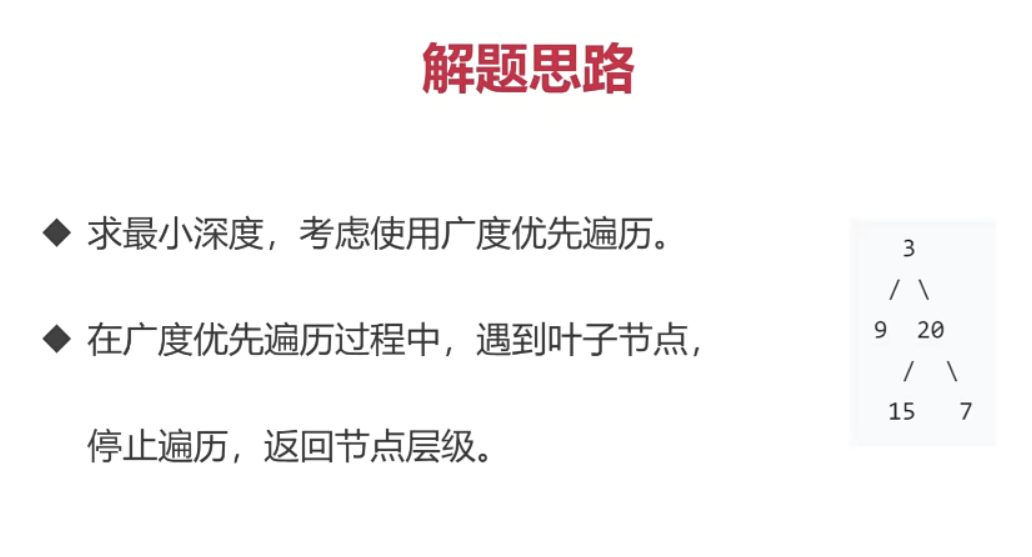 解题思路
◆ 求最小深度，考虑使用广度优先遍历。
◆ 在广度优先遍历过程中，遇到叶子节点，
停止遍历，返回节点层级。
3
/ \
9 20
/ \
15 7